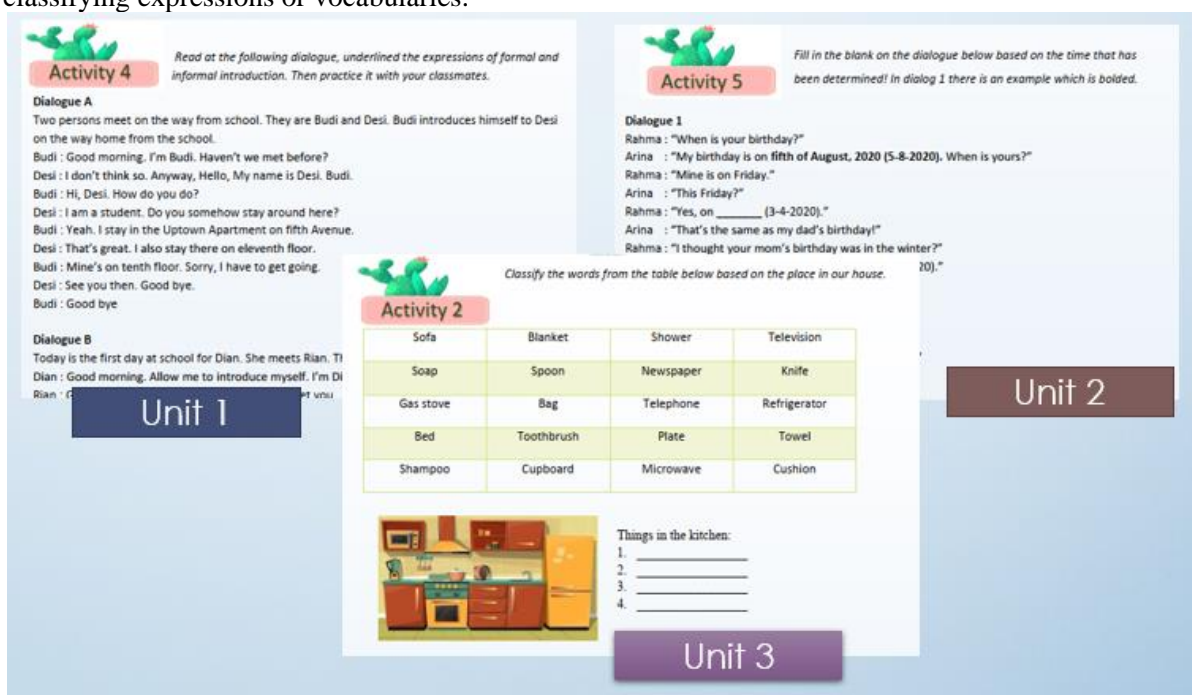 classifying expressions or vocabularies.
Activity 4
Read at the following dialogue, underlined the expressions of formal and
informal introduction. Then practice it with your classmates.
Dialogue A
Two persons meet on the way from school. They are Budi and Desi. Budi introduces himself to Desi
on the way home from the school.
Budi : Good morning. I'm Budi. Haven't we met before?
Desi : I don't think so. Anyway, Hello, My name is Desi. Budi.
Budi : Hi, Desi. How do you do?
Desi : I am a student. Do you somehow stay around here?
Budi : Yeah. I stay in the Uptown Apartment on fifth Avenue.
Desi : That's great. I also stay there on eleventh floor.
Budi : Mine's on tenth floor. Sorry, I have to get going.
Desi : See you then. Good bye.
Budi : Good bye
Dialogue B
Today is the first day at school for Dian. She meets Rian.
Dian : Good morning. Allow me to introduce myself. I'm
Rian :
Unit 1
Activity 5
Fill in the blank on the dialogue below based on the time that has
been determined! In dialog 1 there is an example which is bolded.
Dialogue 1
Rahma : "When is your birthday?"
Arina : "My birthday is on fifth of August, 2020 (5-8-2020). When is yours?"
Rahma : "Mine is on Friday."
Arina : "This Friday?"
Rahma : "Yes, on _______ (3-4-2020)."
Arina : "That's the same as my dad's birthday!"
Rahma : "I thought your mom's birthday was in the winter?"
20)."
Unit 2
Activity 2
Classify the words from the table below based on the place in our house.
Sofa Blanket Shower Television
Soap Spoon Newspaper Knife
Gas stove Bag Telephone Refrigerator
Bed Toothbrush Plate Towel
Shampoo Cupboard Microwave Cushion
Things in the kitchen:
1. _______________
2. _______________
3. _______________
4. _______________
Unit 3